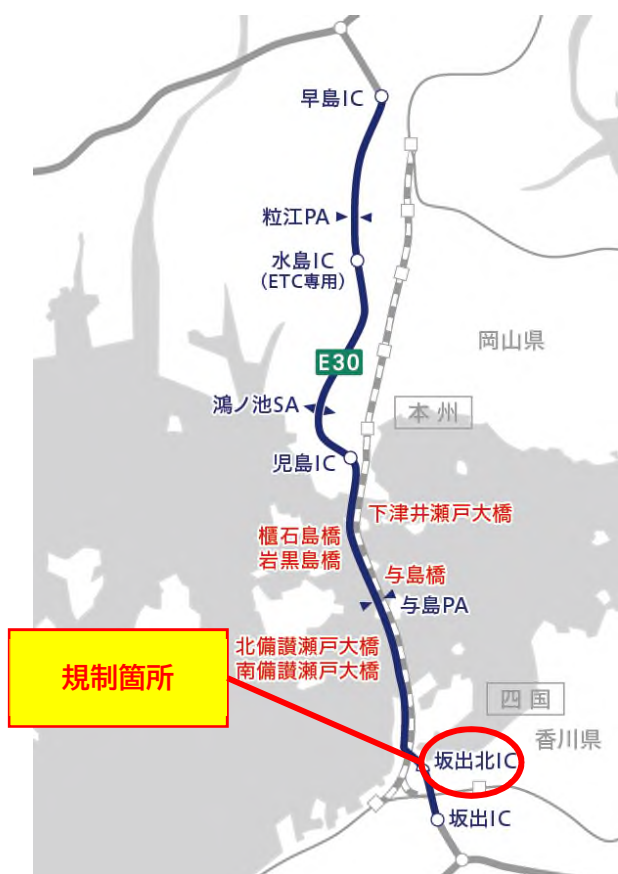 早島IC
粒江PA
水島IC
(ETC専用)
岡山県
E30
鴻ノ池SA
本州
児島IC
下津井瀬戸大橋
櫃石島橋
岩黒島橋
与島橋
与島PA
北備讃瀬戸大橋
南備讃瀬戸大橋
規制箇所
四国
香川県
坂出北IC
坂出IC